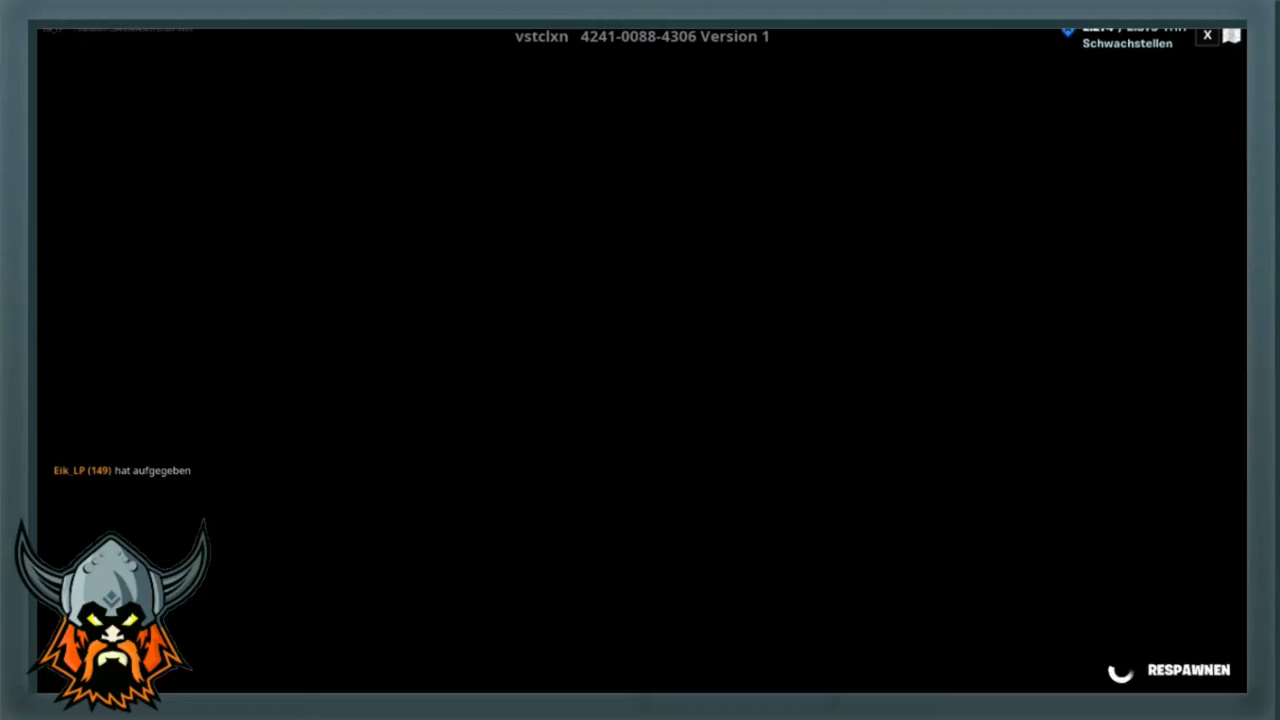 vstclxn 4241-0088-4306 Version 1
Schwachstellen
X
Eik_LP (149) hat aufgegeben
RESPAWNEN